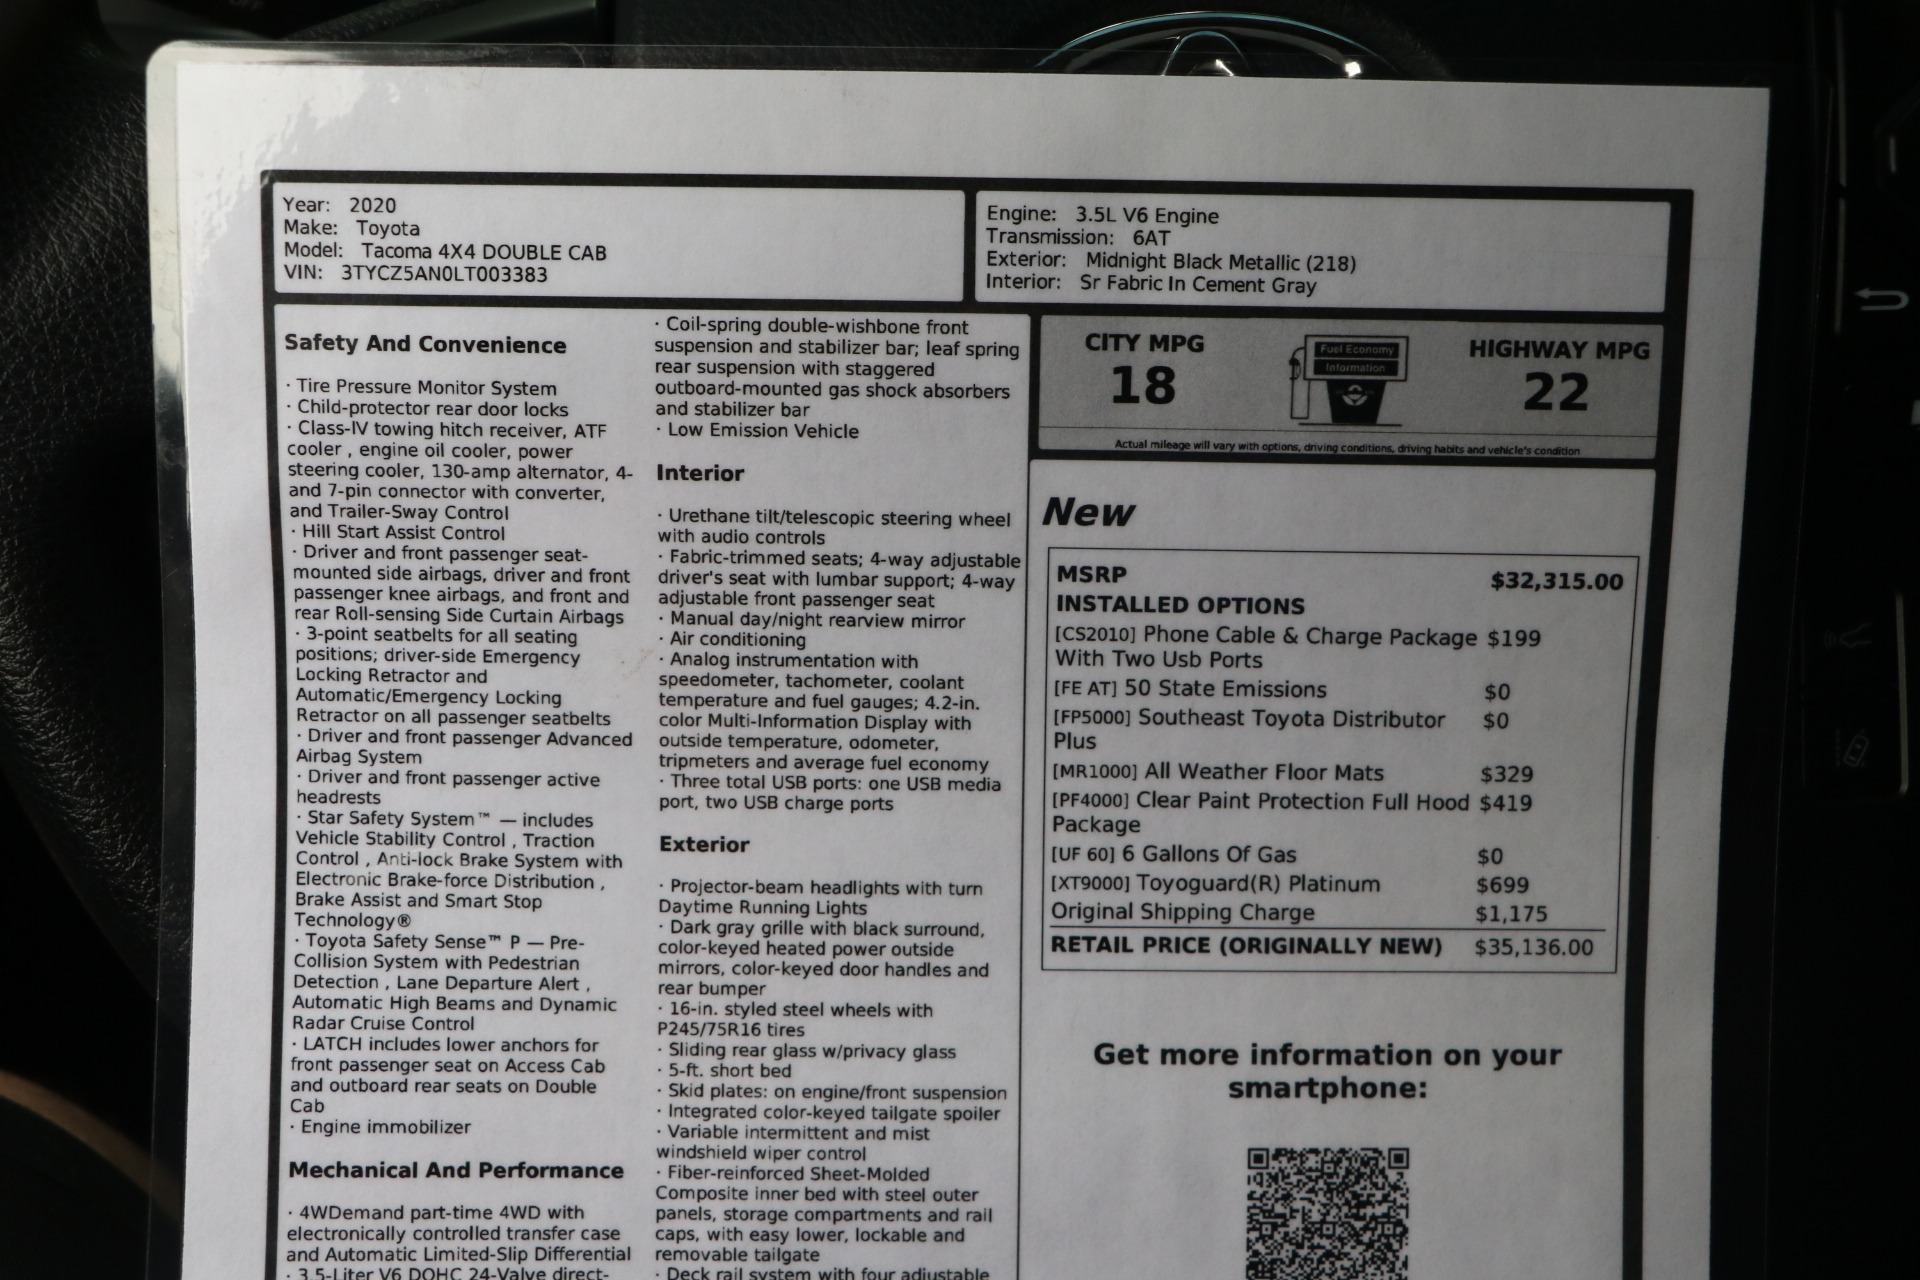 OFF
Year: 2020
Make: Toyota
Model: Tacoma 4X4 DOUBLE CAB
VIN: 3TYCZ5AN0LT003383
Engine: 3.5L V6 Engine
Transmission: 6AT
Exterior: Midnight Black Metallic (218)
Interior: Sr Fabric In Cement Gray
Safety And Convenience
· Tire Pressure Monitor System
· Child-protector rear door locks
· Class-IV towing hitch receiver, ATF
cooler , engine oil cooler, power
steering cooler, 130-amp alternator, 4-
and 7-pin connector with converter,
and Trailer-Sway Control
· Hill Start Assist Control
· Driver and front passenger seat-
mounted side airbags, driver and front
passenger knee airbags, and front and
rear Roll-sensing Side Curtain Airbags
· 3-point seatbelts for all seating
positions; driver-side Emergency
Locking Retractor and
Automatic/Emergency Locking
Retractor on all passenger seatbelts
· Driver and front passenger Advanced
Airbag System
· Driver and front passenger active
headrests
· Star Safety System™ — includes
Vehicle Stability Control , Traction
Control , Anti-lock Brake System with
Electronic Brake-force Distribution ,
Brake Assist and Smart Stop
Technology®
· Toyota Safety Sense™ P — Pre-
Collision System with Pedestrian
Detection , Lane Departure Alert ,
Automatic High Beams and Dynamic
Radar Cruise Control
· LATCH includes lower anchors for
front passenger seat on Access Cab
and outboard rear seats on Double
Cab
· Engine immobilizer
Mechanical And Performance
· 4WDemand part-time 4WD with
electronically controlled transfer case
and Automatic Limited-Slip Differential
· 3.5-Liter V6 DOHC 24-Valve direct-
· Coil-spring double-wishbone front
suspension and stabilizer bar; leaf spring
rear suspension with staggered
outboard-mounted gas shock absorbers
and stabilizer bar
· Low Emission Vehicle
Interior
· Urethane tilt/telescopic steering wheel
with audio controls
· Fabric-trimmed seats; 4-way adjustable
driver's seat with lumbar support; 4-way
adjustable front passenger seat
· Manual day/night rearview mirror
· Air conditioning
· Analog instrumentation with
speedometer, tachometer, coolant
temperature and fuel gauges; 4.2-in.
color Multi-Information Display with
outside temperature, odometer,
tripmeters and average fuel economy
· Three total USB ports: one USB media
port, two USB charge ports
Exterior
· Projector-beam headlights with turn
Daytime Running Lights
· Dark gray grille with black surround,
color-keyed heated power outside
mirrors, color-keyed door handles and
rear bumper
· 16-in. styled steel wheels with
P245/75R16 tires
· Sliding rear glass w/privacy glass
· 5-ft. short bed
· Skid plates: on engine/front suspension
· Integrated color-keyed tailgate spoiler
· Variable intermittent and mist
windshield wiper control
· Fiber-reinforced Sheet-Molded
Composite inner bed with steel outer
panels, storage compartments and rail
caps, with easy lower, lockable and
removable tailgate
· Deck rail system with four adjustable
CITY MPG
18
Fuel Economy
Information
HIGHWAY MPG
22
Actual mileage will vary with options, driving conditions, driving habits and vehicle's condition
New
MSRP $32,315.00
INSTALLED OPTIONS
[CS2010] Phone Cable & Charge Package $199
With Two Usb Ports
[FE AT] 50 State Emissions $0
[FP5000] Southeast Toyota Distributor $0
Plus
[MR1000] All Weather Floor Mats $329
[PF4000] Clear Paint Protection Full Hood $419
Package
[UF 60] 6 Gallons Of Gas $0
[XT9000] Toyoguard(R) Platinum $699
Original Shipping Charge $1,175
RETAIL PRICE (ORIGINALLY NEW) $35,136.00
Get more information on your
smartphone: